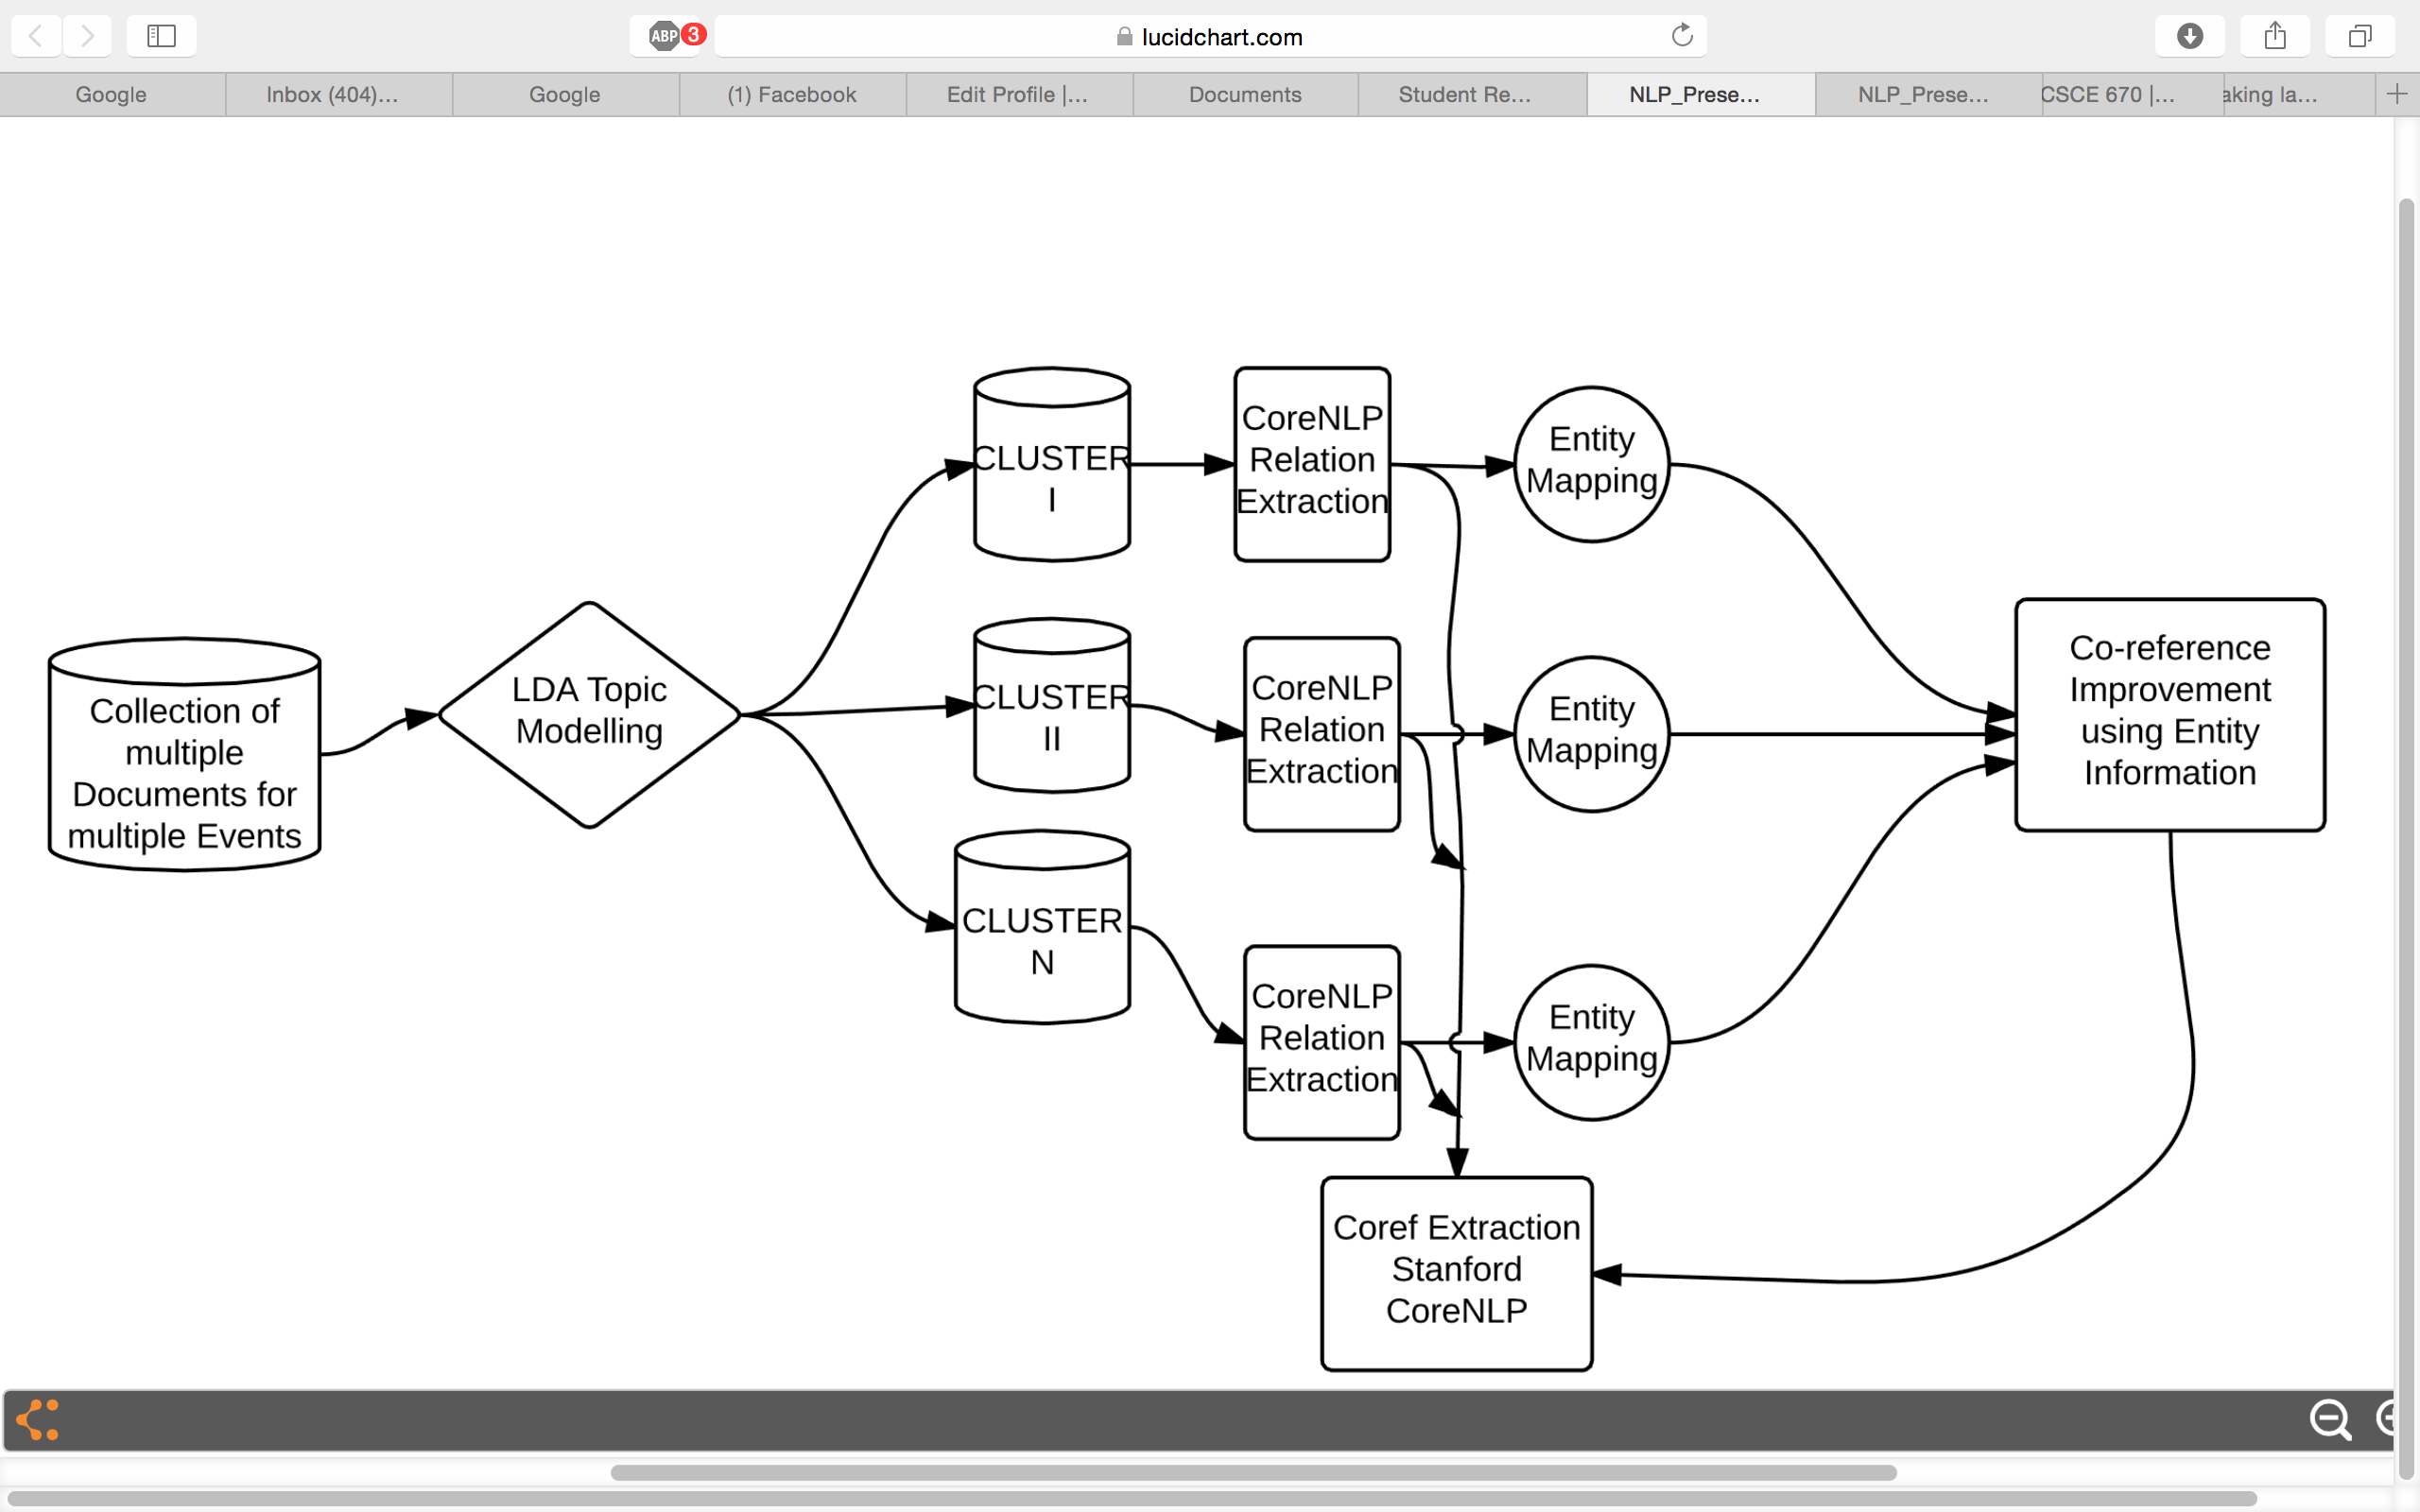 ABP 3
lucidchart.com
Google
Inbox (404)...
Google
(1) Facebook
Edit Profile |...
Documents
Student Re...
NLP_Prese...
NLP_Prese...
CSCE 670 |...
aking la...
Collection of
multiple
Documents for
multiple Events
LDA Topic
Modelling
CLUSTER
I
CoreNLP
Relation
Extraction
Entity
Mapping
CLUSTER
II
CoreNLP
Relation
Extraction
Entity
Mapping
CLUSTER
N
CoreNLP
Relation
Extraction
Entity
Mapping
Co-reference
Improvement
using Entity
Information
Coref Extraction
Stanford
CoreNLP